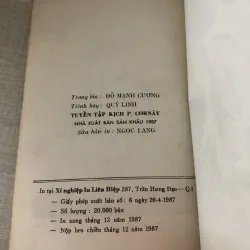 Trang bìa : ĐỖ MẠNH CƯƠNG
Trình bày : QUÝ LINH
TUYỂN TẬP KỊCH P. CORNÂY
NHÀ XUẤT BẢN SÂN KHẤU 1987
Sửa bản in : NGỌC LANG
In tại Xí nghiệp In Liên Hiệp 287, Trần Hưng Đạo—Q.I
— Giấy phép xuất bản số : 6 ngày 20-4-1987
— Số lượng : 20.000 bản
— In xong tháng 12 năm 1987
— Nộp lưu chiểu tháng 12 năm 1987